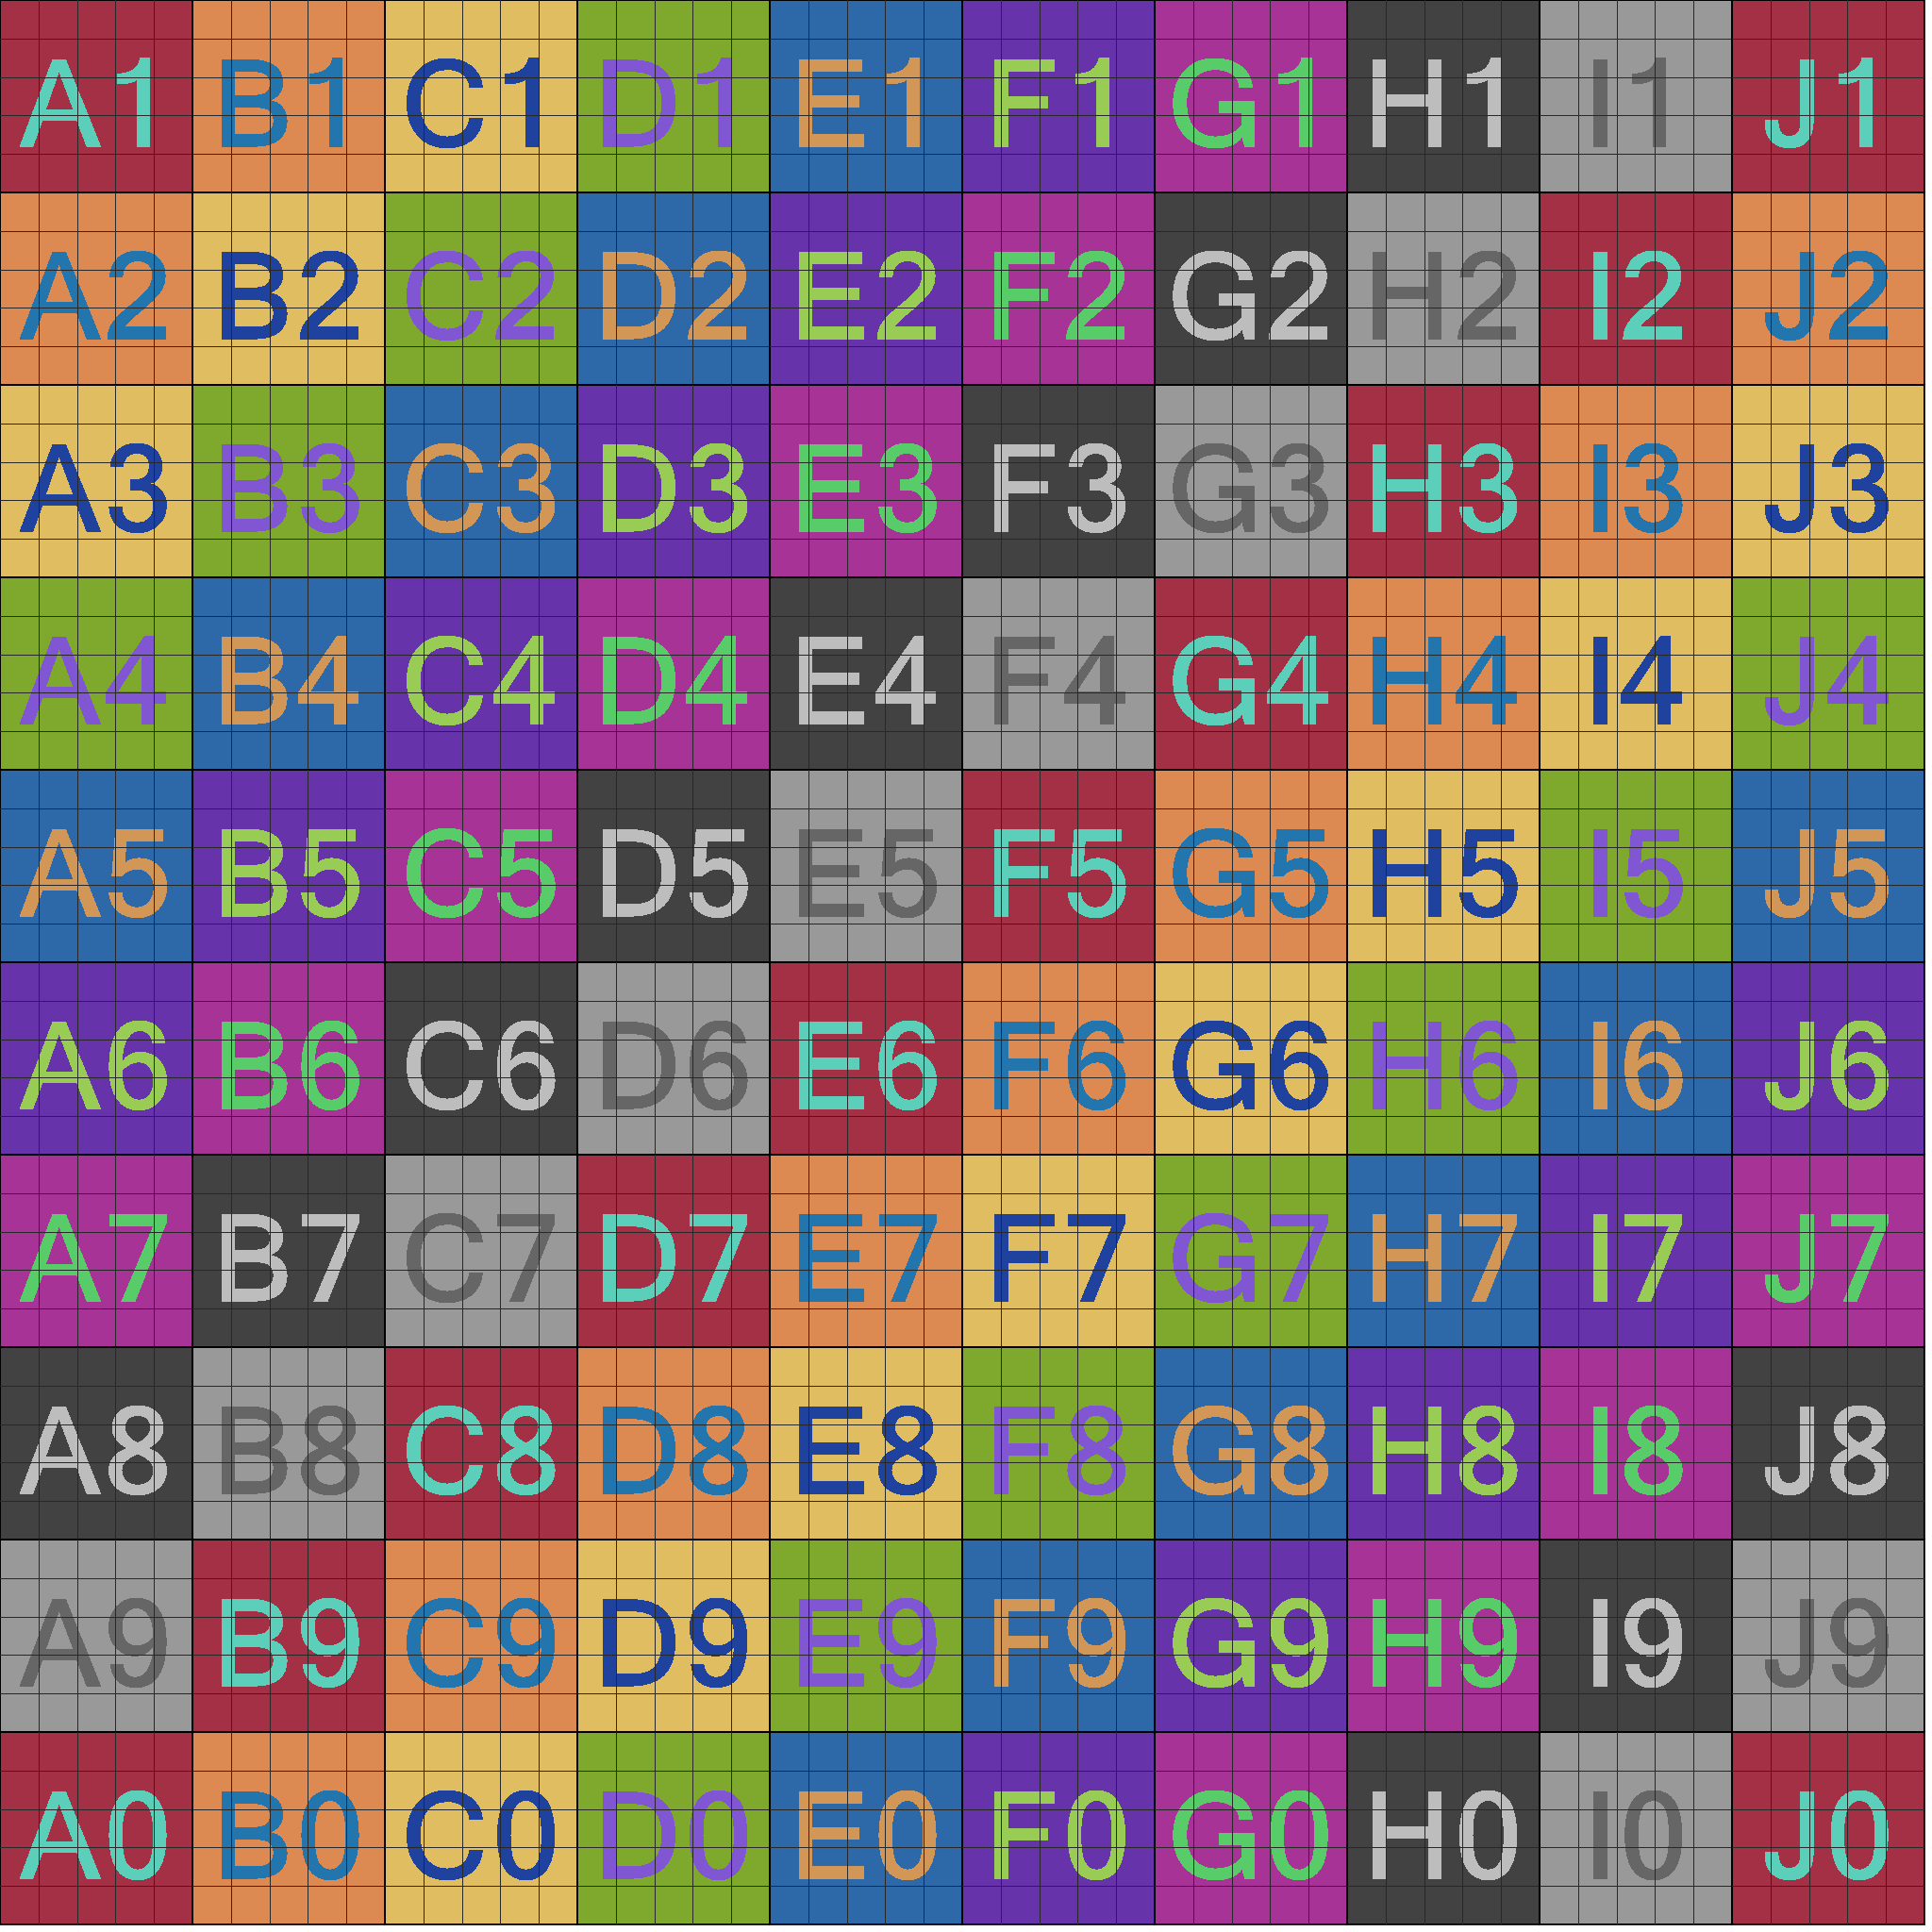 A1 B1 C1 D1 E1 F1 G1 H1 I1 J1
A2 B2 C2 D2 E2 F2 G2 H2 I2 J2
A3 B3 C3 D3 E3 F3 G3 H3 I3 J3
A4 B4 C4 D4 E4 F4 G4 H4 I4 J4
A5 B5 C5 D5 E5 F5 G5 H5 I5 J5
A6 B6 C6 D6 E6 F6 G6 H6 I6 J6
A7 B7 C7 D7 E7 F7 G7 H7 I7 J7
A8 B8 C8 D8 E8 F8 G8 H8 I8 J8
A9 B9 C9 D9 E9 F9 G9 H9 I9 J9
A0 B0 C0 D0 E0 F0 G0 H0 I0 J0